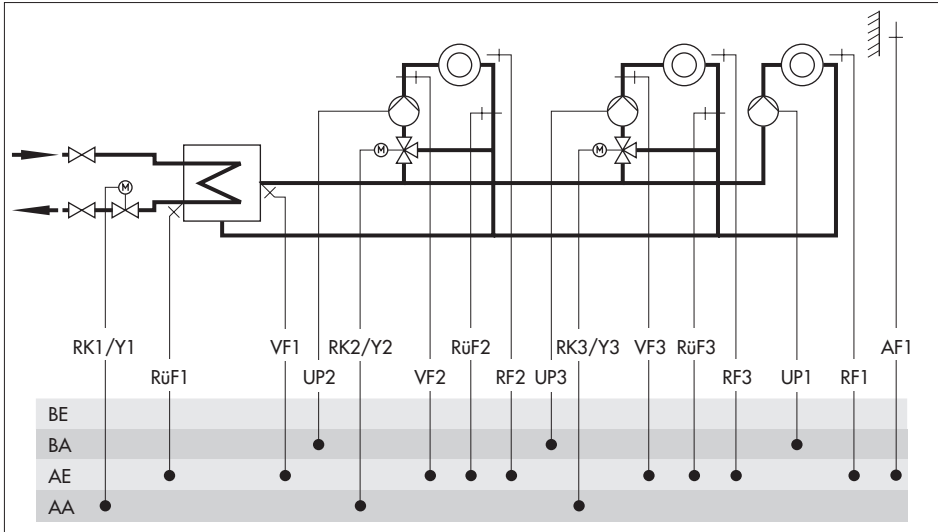 M
M
M
RK1/Y1 VF1 RK2/Y2 RüF2 RK3/Y3 VF3 RüF3 AF1
RüF1 UP2 VF2 RF2 UP3 RF3 UP1 RF1
BE
BA
AE
AA